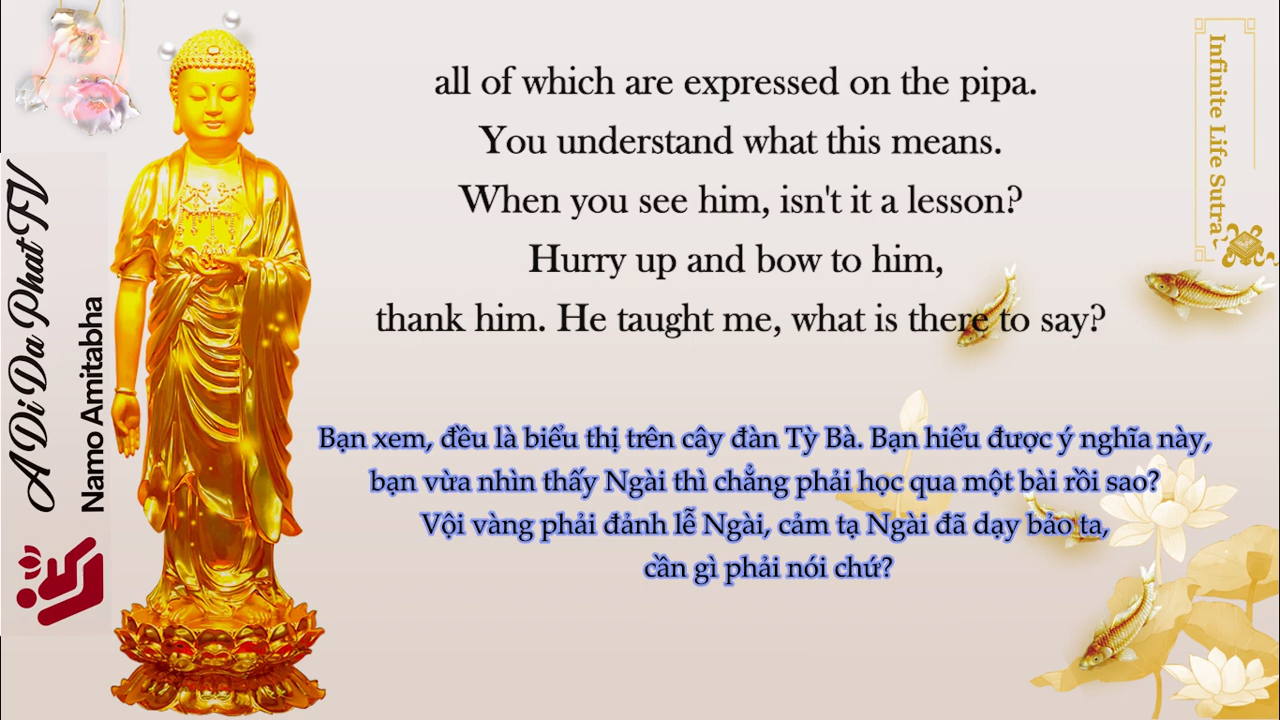 A Di Da Phat TV
Namo Amitabha
all of which are expressed on the pipa.
You understand what this means.
When you see him, isn't it a lesson?
Hurry up and bow to him,
thank him. He taught me, what is there to say?
Bạn xem, đều là biểu thị trên cây đàn Tỳ Bà. Bạn hiểu được ý nghĩa này,
bạn vừa nhìn thấy Ngài thì chẳng phải học qua một bài rồi sao?
Vội vàng phải đảnh lễ Ngài, cảm tạ Ngài đã dạy bảo ta,
cần gì phải nói chứ?
Infinite Life Sutra